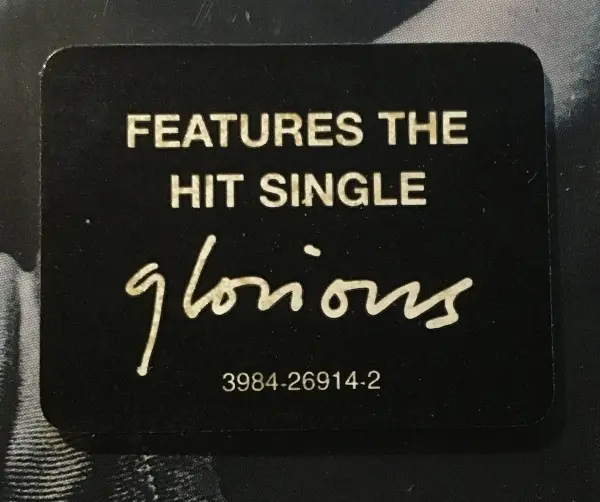 FEATURES THE
HIT SINGLE
glorious
3984-26914-2